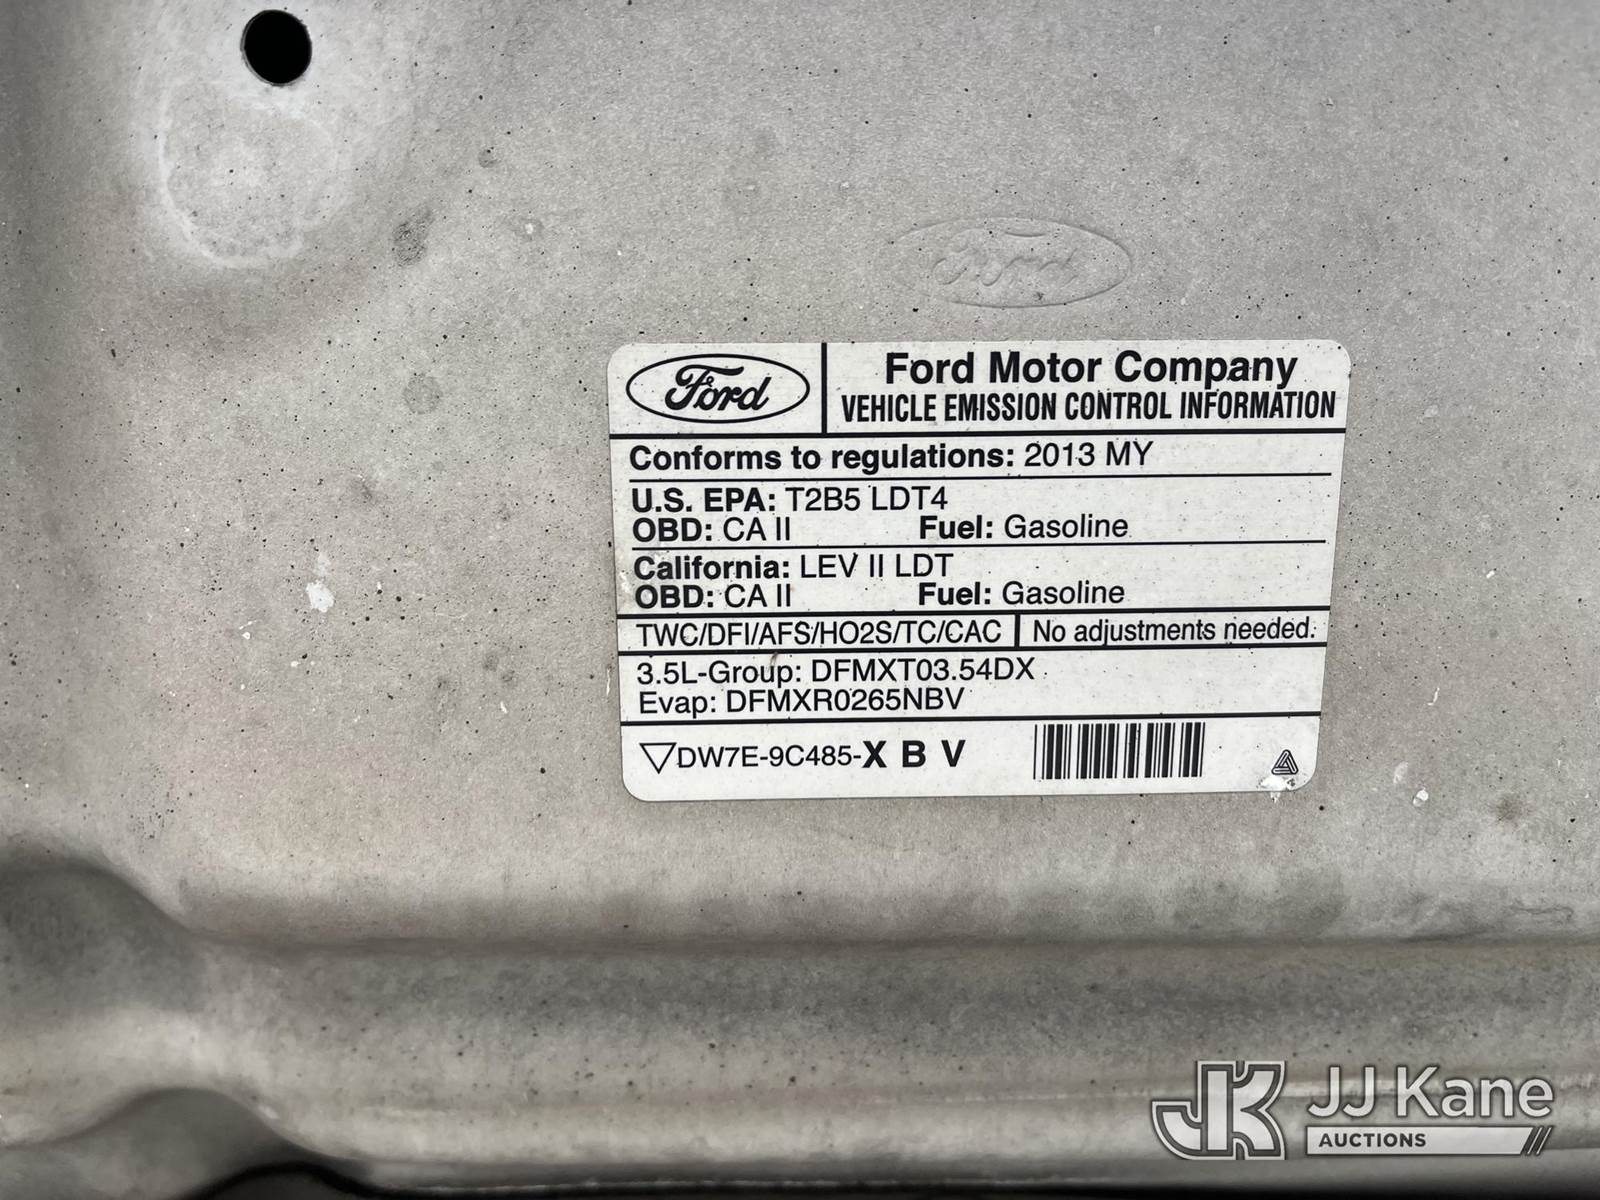 Ford
Ford
Ford Motor Company
VEHICLE EMISSION CONTROL INFORMATION
Conforms to regulations: 2013 MY
U.S. EPA: T2B5 LDT4
OBD: CA II Fuel: Gasoline
California: LEV II LDT
OBD: CA II Fuel: Gasoline
TWC/DFI/AFS/HO2S/TC/CAC No adjustments needed.
3.5L-Group: DFMXT03.54DX
Evap: DFMXR0265NBV
DW7E-9C485-X B V
JK JJ Kane
AUCTIONS